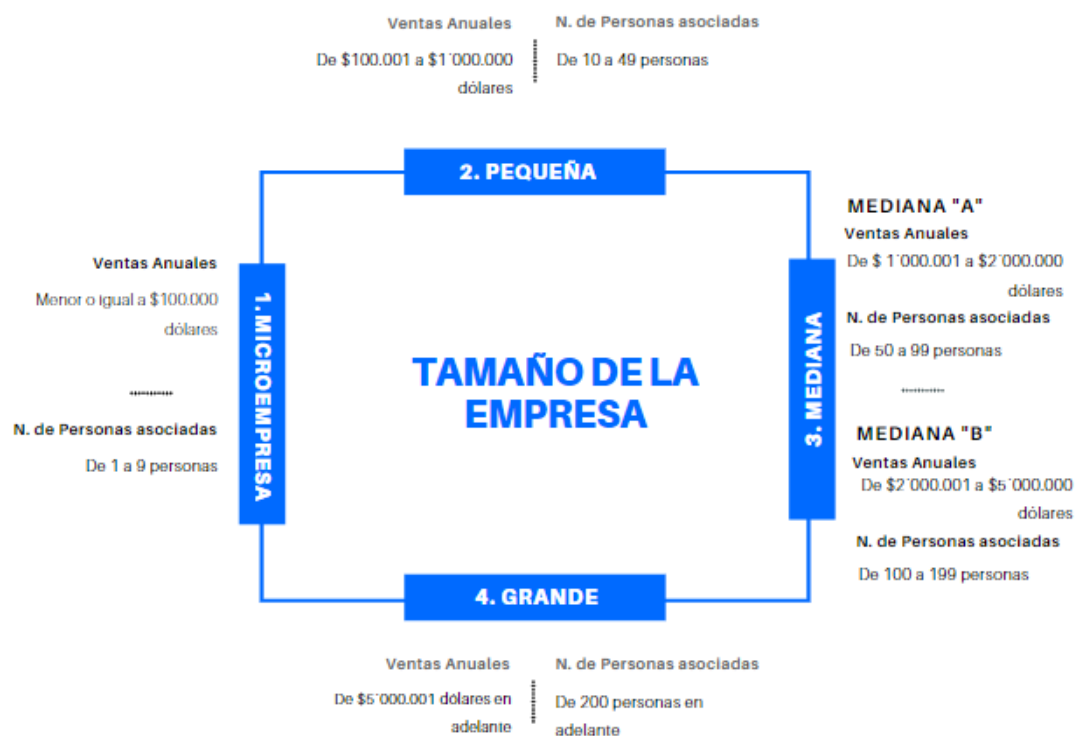 Ventas Anuales
De $100.001 a $1´000.000
dólares
N. de Personas asociadas
De 10 a 49 personas
2. PEQUEÑA
Ventas Anuales
Menor o igual a $100.000
dólares
N. de Personas asociadas
De 1 a 9 personas
1. MICROEMPRESA
TAMAÑO DE LA
EMPRESA
3. MEDIANA
MEDIANA "A"
Ventas Anuales
De $ 1´000.001 a $2´000.000
dólares
N. de Personas asociadas
De 50 a 99 personas
MEDIANA "B"
Ventas Anuales
De $2´000.001 a $5´000.000
dólares
N. de Personas asociadas
De 100 a 199 personas
4. GRANDE
Ventas Anuales
De $5´000.001 dólares en
adelante
N. de Personas asociadas
De 200 personas en
adelante